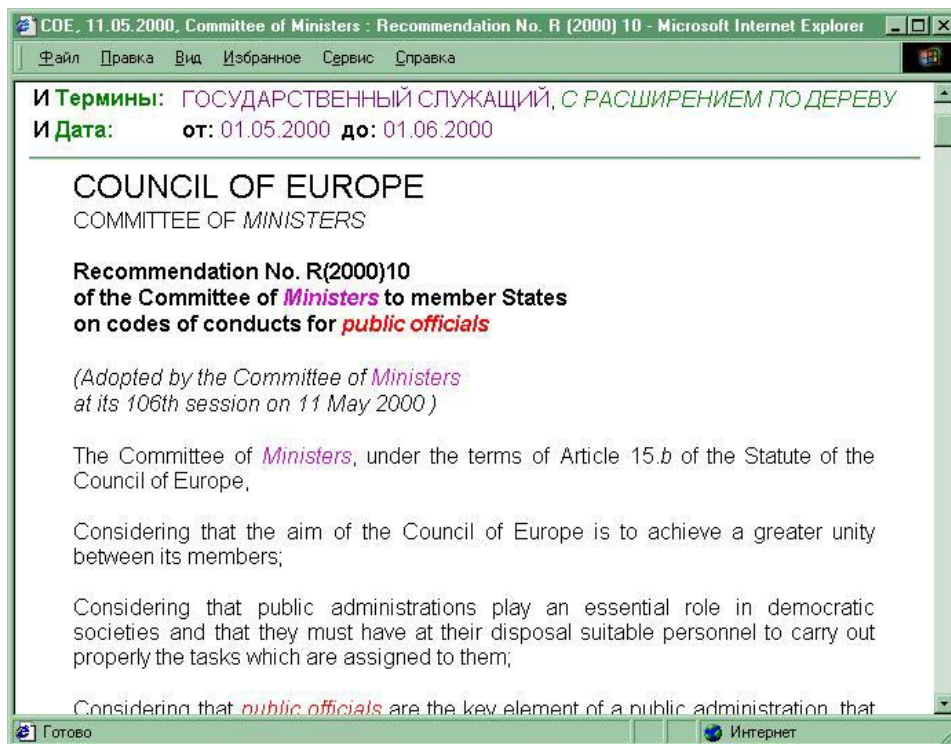 COE, 11.05.2000, Committee of Ministers : Recommendation No. R (2000) 10 - Microsoft Internet Explorer
Файл Правка Вид Избранное Сервис Справка
И Термины: ГОСУДАРСТВЕННЫЙ СЛУЖАЩИЙ, С РАСШИРЕНИЕМ ПО ДЕРЕВУ
И Дата: от: 01.05.2000 до: 01.06.2000
COUNCIL OF EUROPE
COMMITTEE OF MINISTERS
Recommendation No. R(2000)10
of the Committee of Ministers to member States
on codes of conducts for public officials
(Adopted by the Committee of Ministers
at its 106th session on 11 May 2000 )
The Committee of Ministers, under the terms of Article 15.b of the Statute of the
Council of Europe,
Considering that the aim of the Council of Europe is to achieve a greater unity
between its members;
Considering that public administrations play an essential role in democratic
societies and that they must have at their disposal suitable personnel to carry out
properly the tasks which are assigned to them;
Considering that public officials are the key element of a public administration, that
Готово Интернет